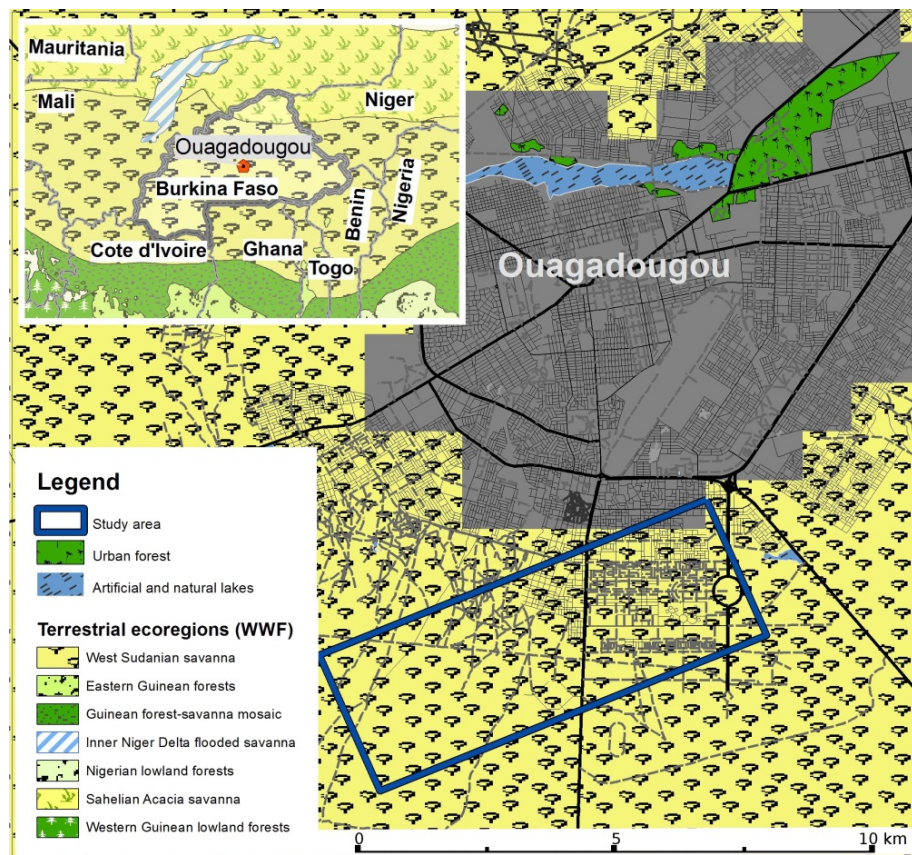 Mauritania
Mali
Niger
Ouagadougou
Burkina Faso
Benin
Nigeria
Cote d'Ivoire
Ghana
Togo
Ouagadougou
Legend
Study area
Urban forest
Artificial and natural lakes
Terrestrial ecoregions (WWF)
West Sudanian savanna
Eastern Guinean forests
Guinean forest-savanna mosaic
Inner Niger Delta flooded savanna
Nigerian lowland forests
Sahelian Acacia savanna
Western Guinean lowland forests
0 5 10 km